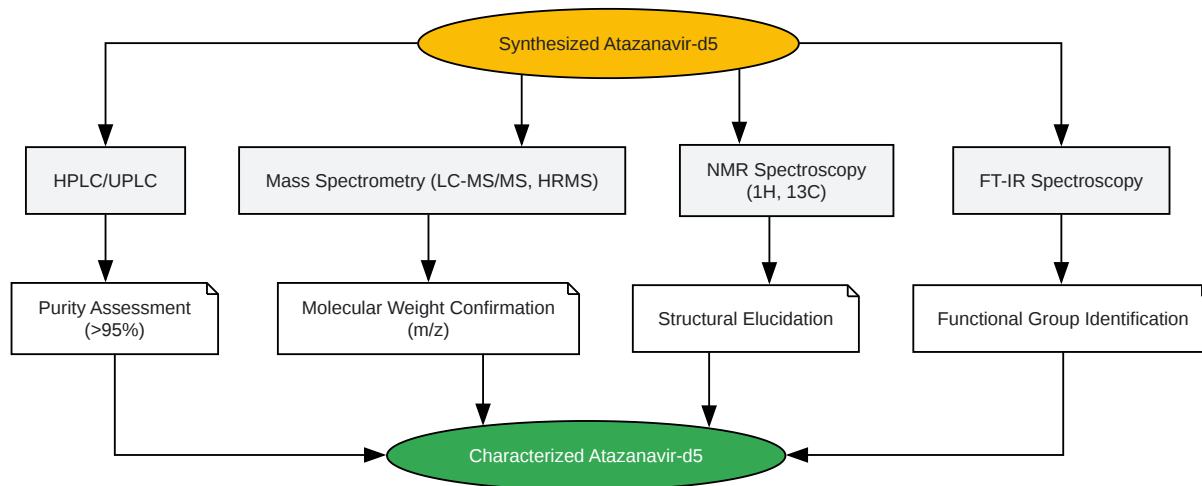 Synthesized Atazanavir-d5
HPLC/UPLC
Mass Spectrometry (LC-MS/MS, HRMS)
NMR Spectroscopy
(1H, 13C)
FT-IR Spectroscopy
Purity Assessment
(>95%)
Molecular Weight Confirmation
(m/z)
Structural Elucidation
Functional Group Identification
Characterized Atazanavir-d5